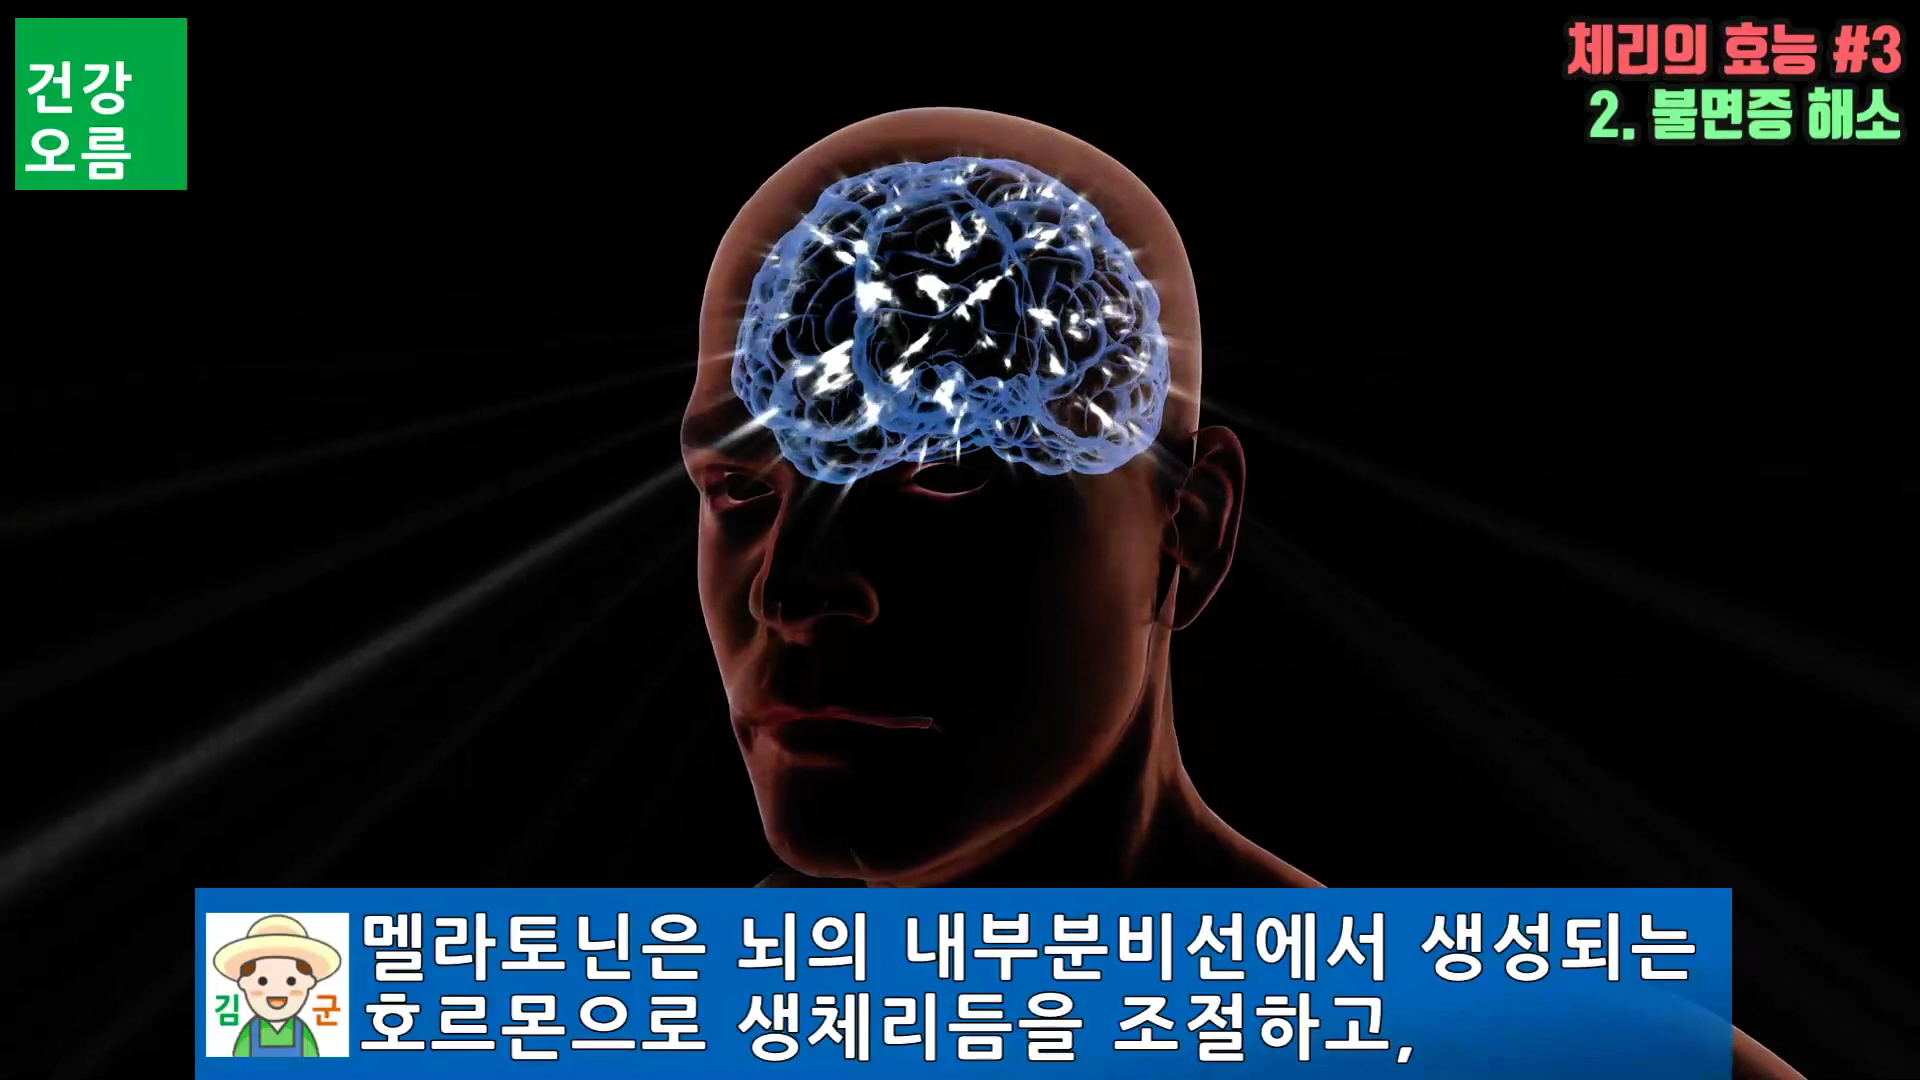 건강
오름
체리의 효능 #3
2. 불면증 해소
김 군
멜라토닌은 뇌의 내부분비선에서 생성되는
호르몬으로 생체리듬을 조절하고,